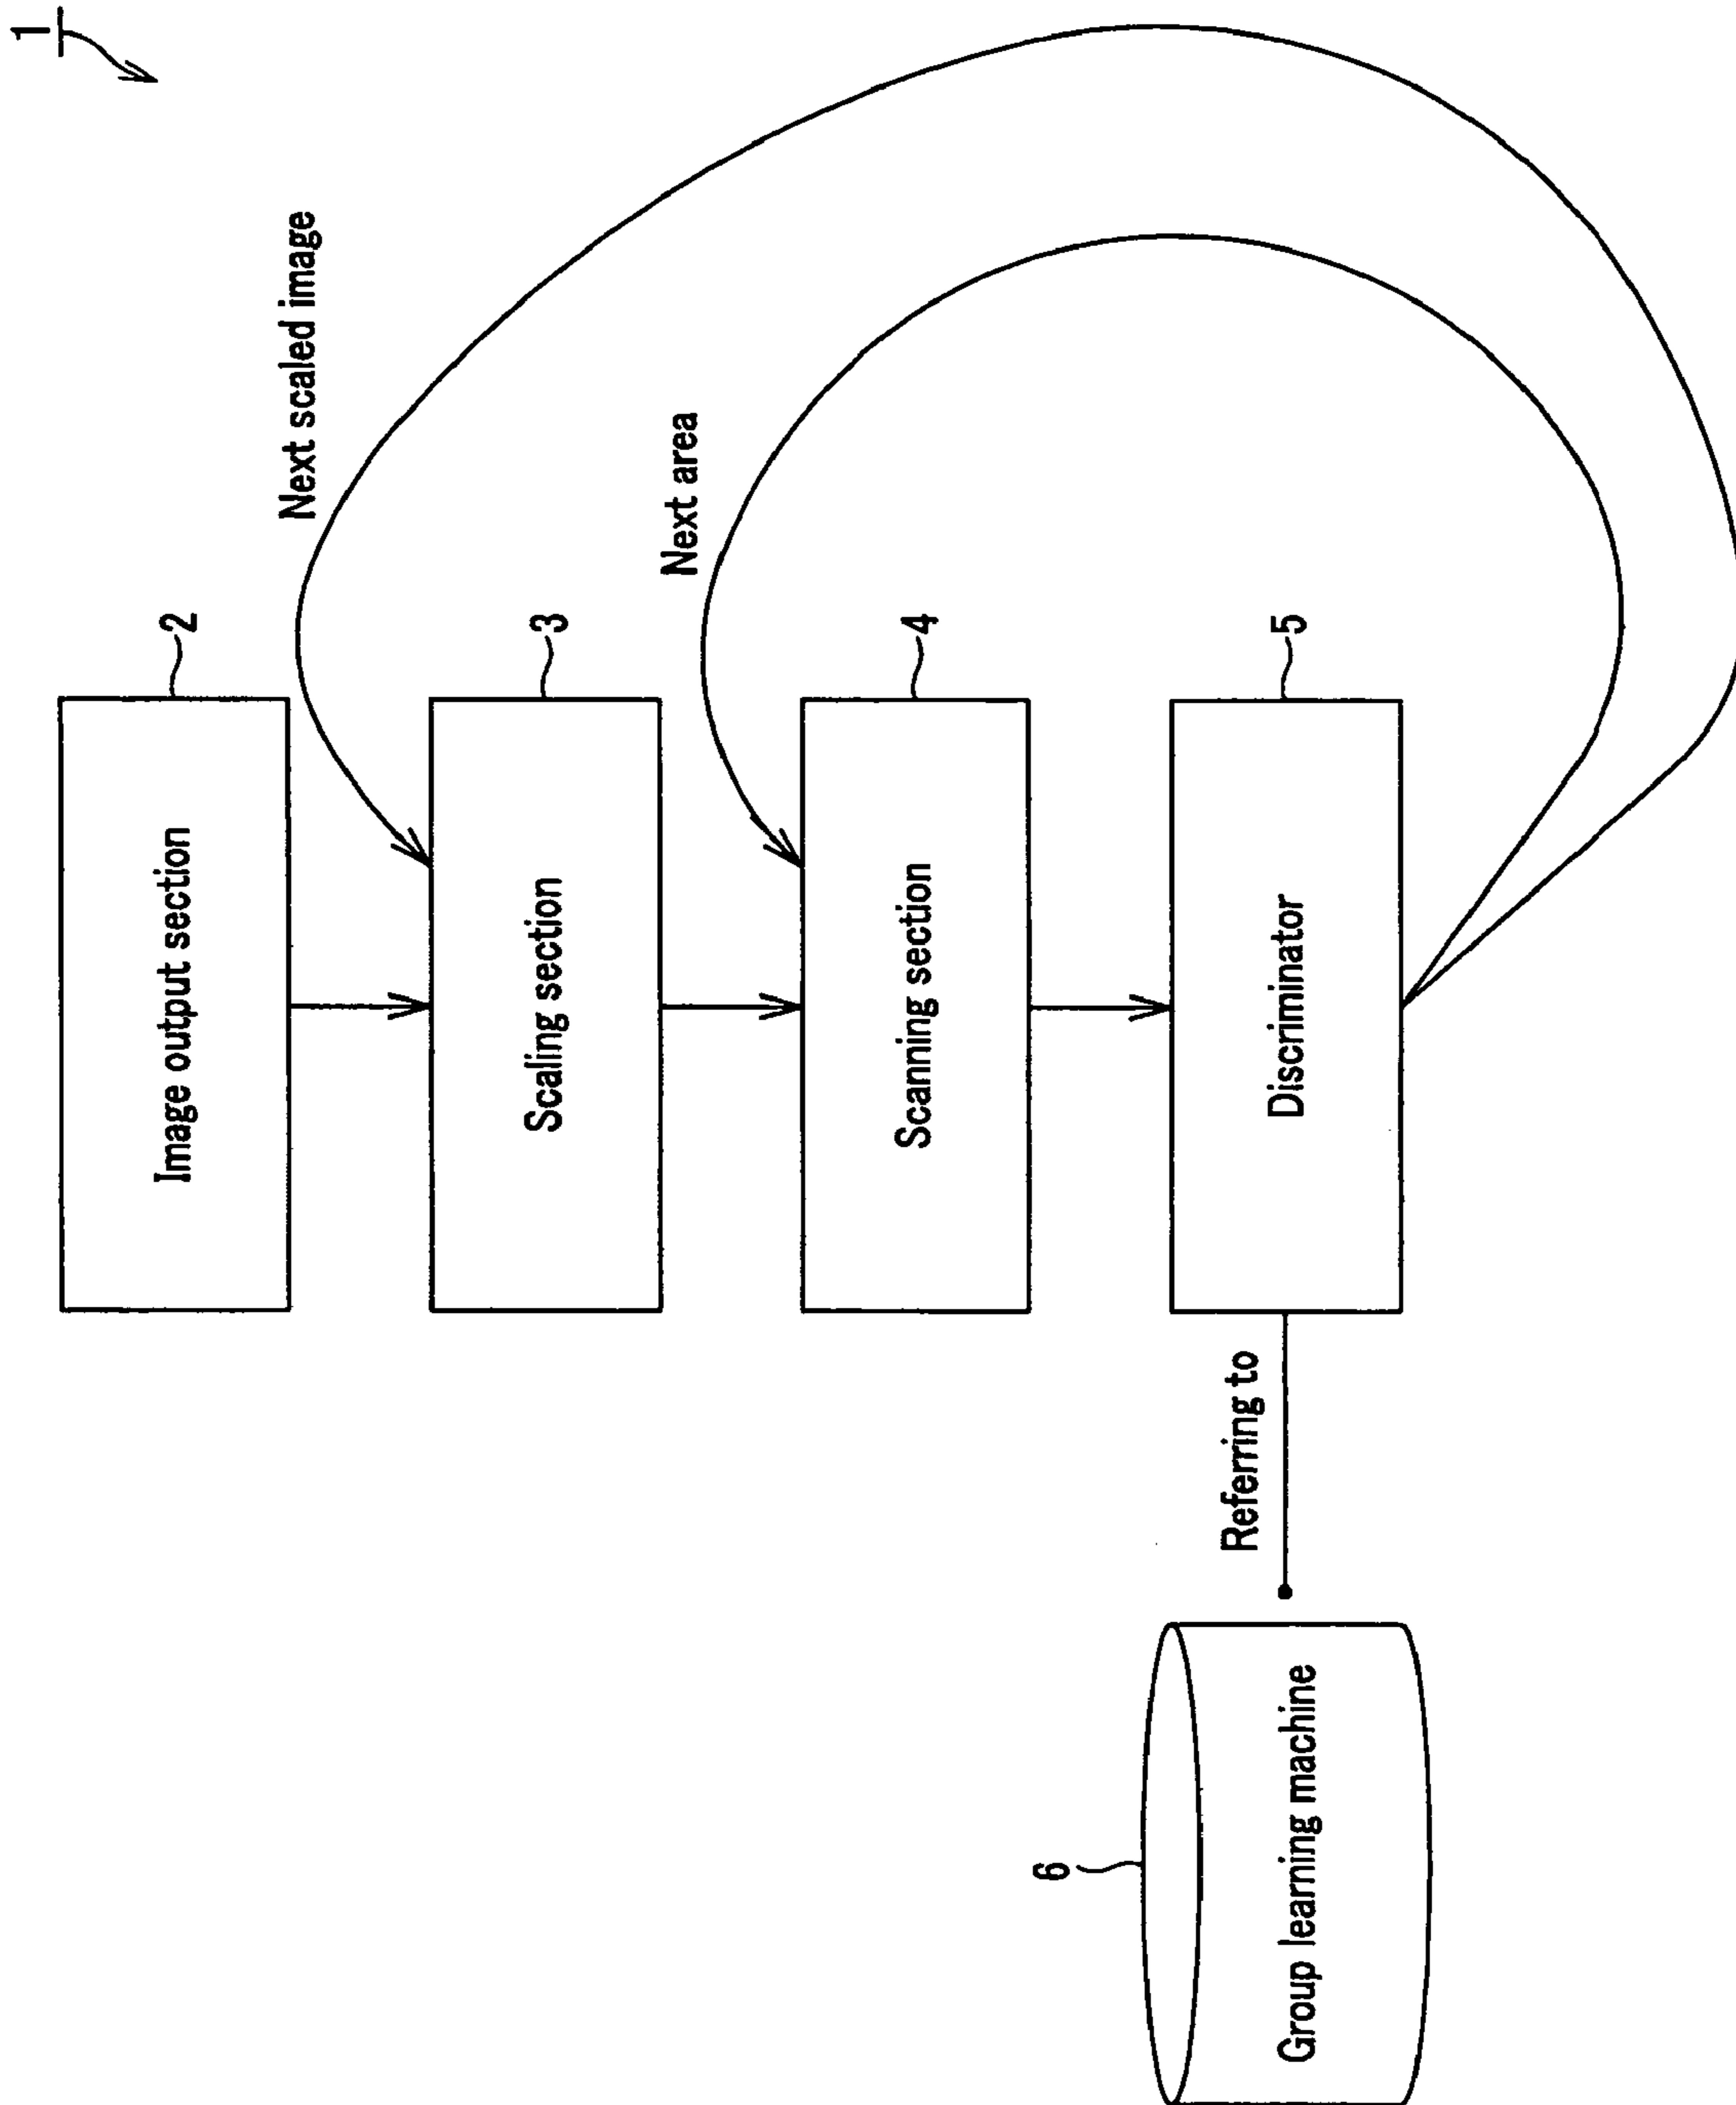 1
Next scaled image
2
Image output section
3
Scaling section
Next area
4
Scanning section
5
Discriminator
Referring to
6
Group learning machine